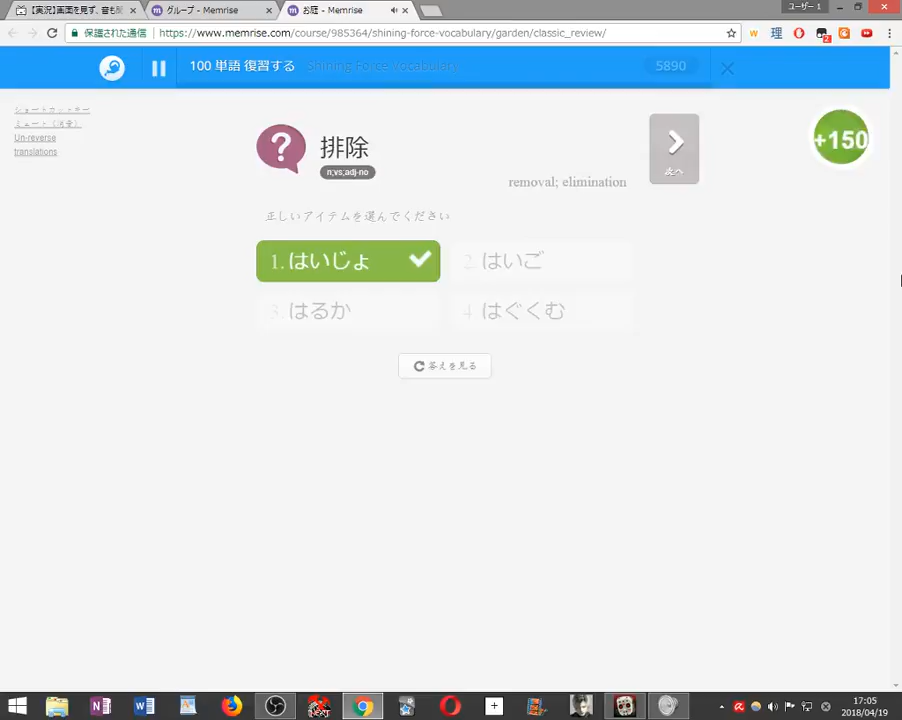 【実況】画面を見ず、音も
グループ - Memrise
お庭 - Memrise
ユーザー 1
保護された通信
https://www.memrise.com/course/985364/shining-force-vocabulary/garden/classic_review/
100 単語 復習する
Shining Force Vocabulary
5890
ショートカットキー
ミュート（消音）
Un-reverse
translations
排除
n;vs;adj-no
removal; elimination
次へ
+150
正しいアイテムを選んでください
1. はいじょ
2. はいご
3. はるか
4. はぐくむ
答えを見る
17:05
2018/04/19